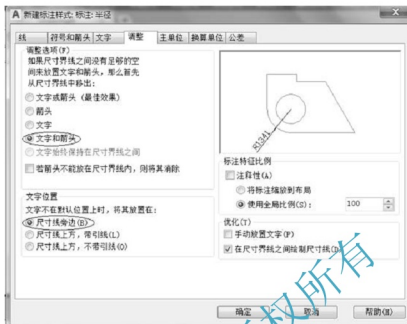 新建标注样式: 标注: 半径
线 符号和箭头 文字 调整 主单位 换算单位 公差
调整选项(F)
如果尺寸界线之间没有足够的空
间来放置文字和箭头，那么首先
从尺寸界线中移出:
文字或箭头（最佳效果）
箭头
文字
文字和箭头
文字始终保持在尺寸界线之间
若箭头不能放在尺寸界线内，则将其消除
文字位置
文字不在默认位置上时，将其放置在:
尺寸线旁边(B)
尺寸线上方，带引线(L)
尺寸线上方，不带引线(O)
标注特征比例
注释性(A)
将标注缩放到布局
使用全局比例(S): 100
优化(T)
手动放置文字(P)
在尺寸界线之间绘制尺寸线(D)
确定 取消 帮助(H)
权所有